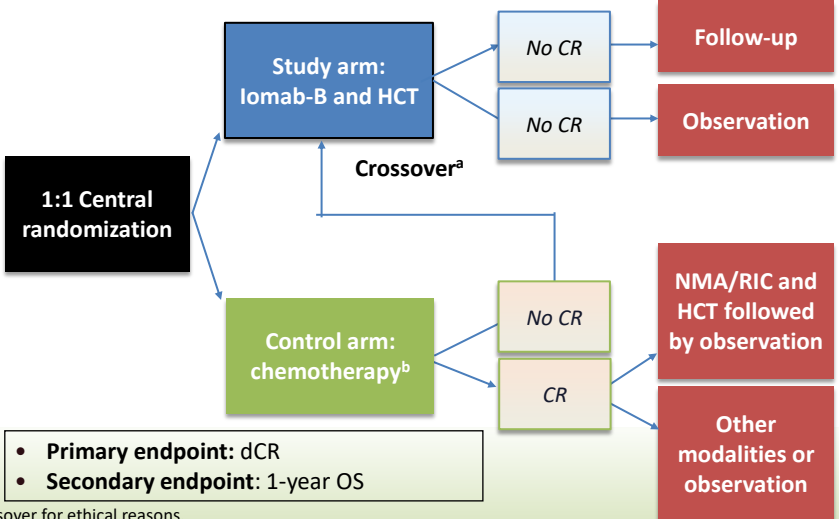 Study arm:
Iomab-B and HCT
No CR
Follow-up
No CR
Observation
Crossoverᵃ
1:1 Central
randomization
Control arm:
chemotherapyᵇ
No CR
CR
NMA/RIC and
HCT followed
by observation
Other
modalities or
observation
• Primary endpoint: dCR
• Secondary endpoint: 1-year OS
for ethical reasons